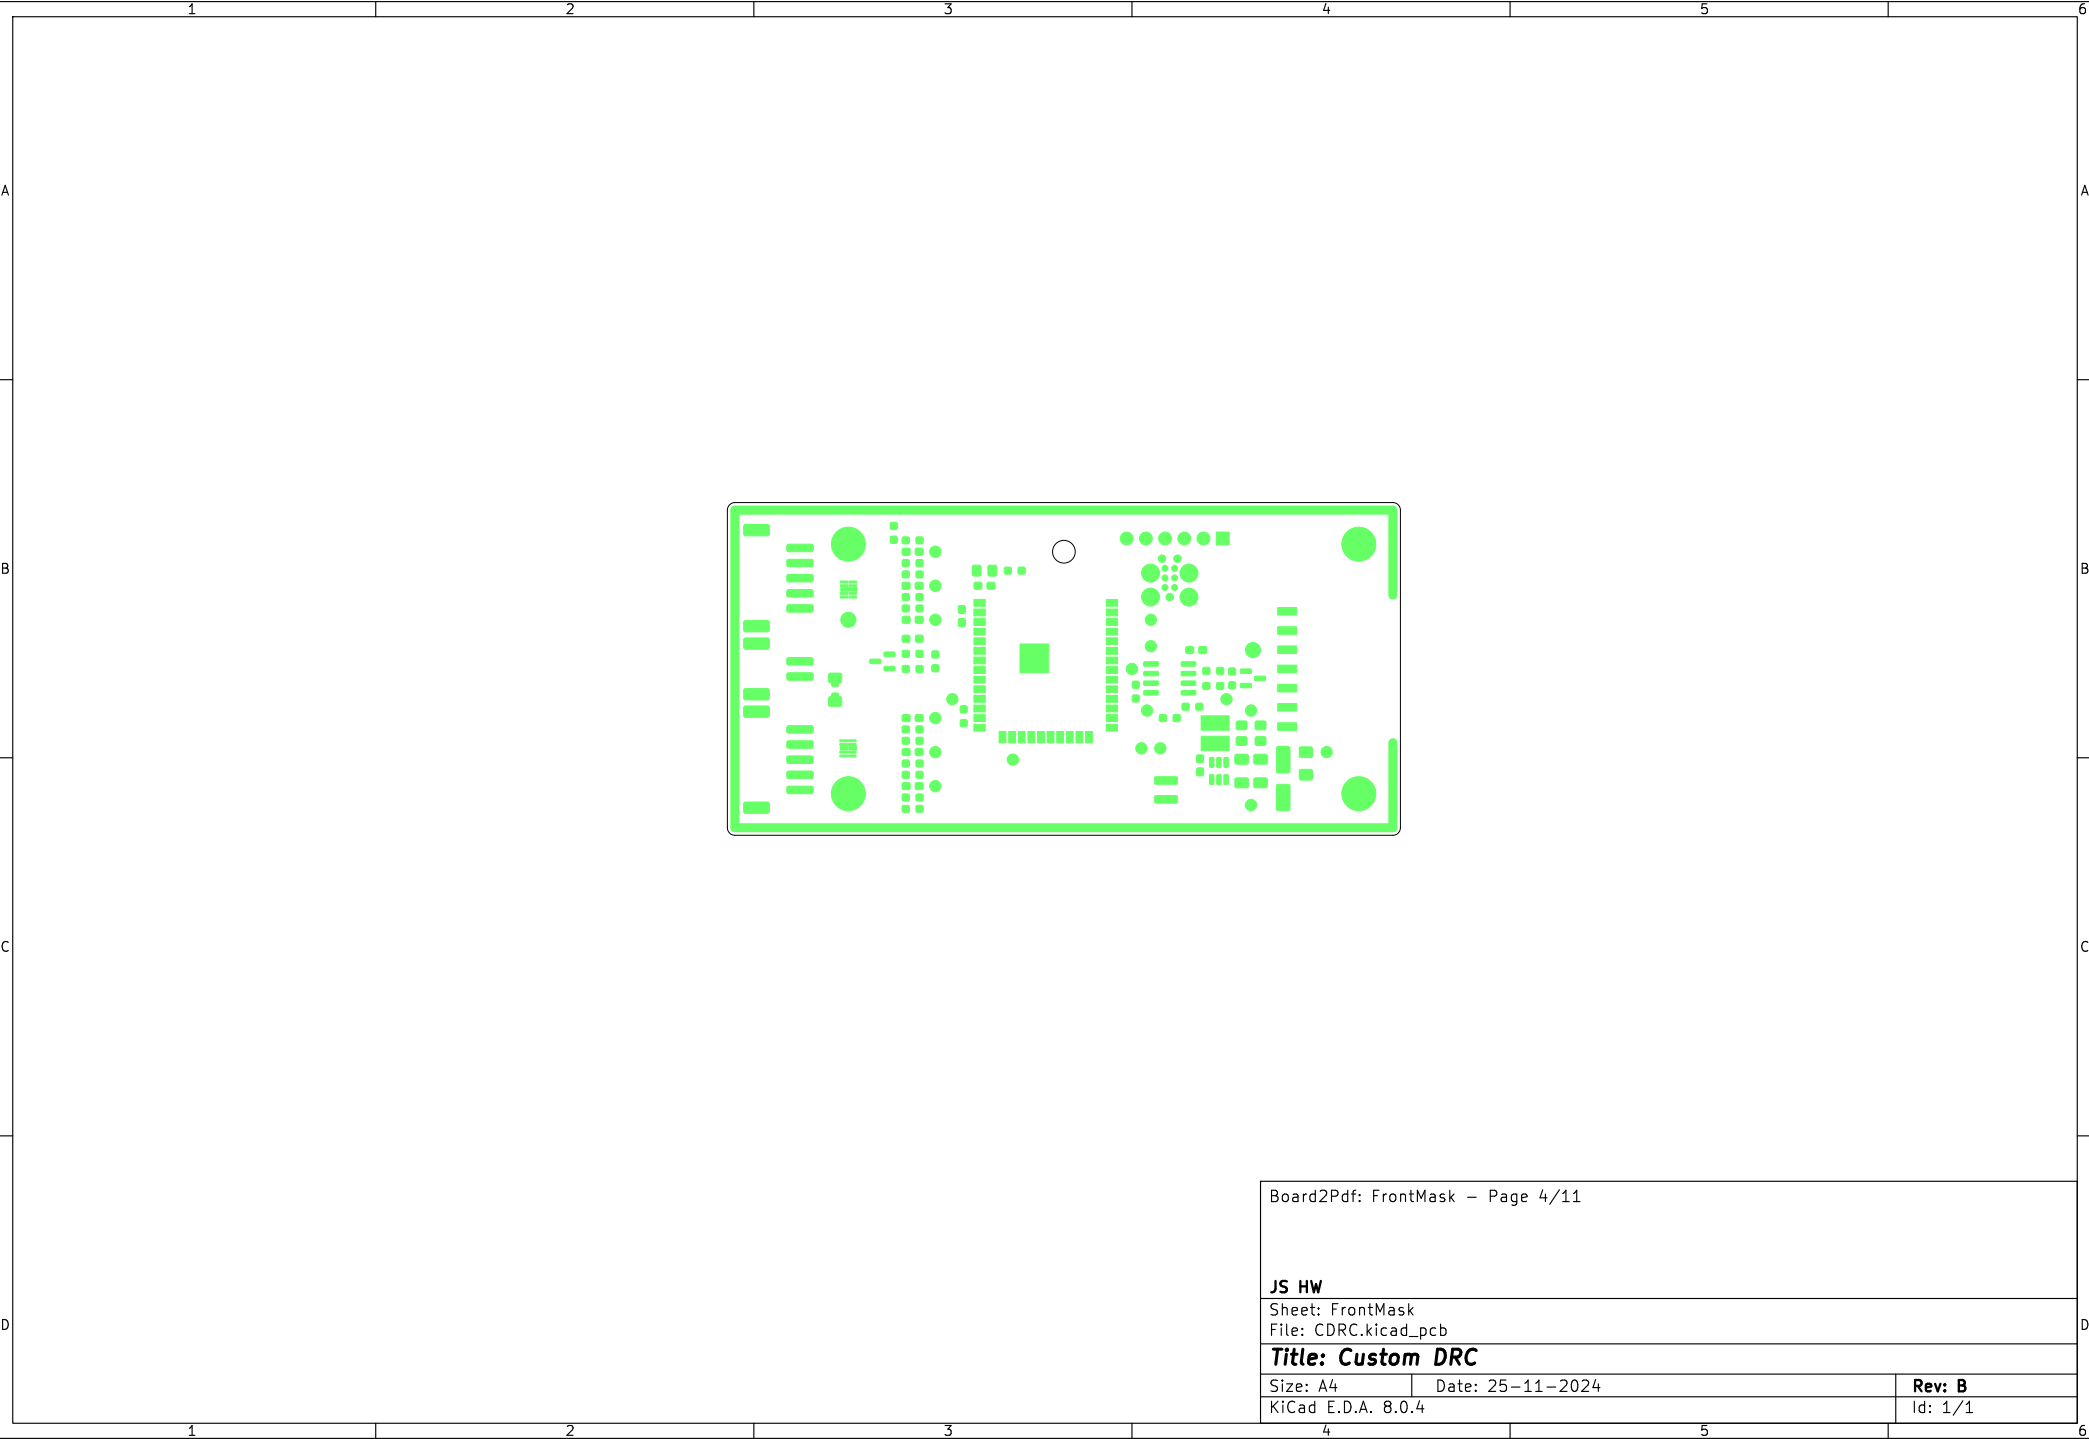 1 2 3 4 5 6
A A
B B
C C
D D
Board2Pdf: FrontMask - Page 4/11
JS HW
Sheet: FrontMask
File: CDRC.kicad_pcb
Title: Custom DRC
Size: A4 Date: 25-11-2024 Rev: B
KiCad E.D.A. 8.0.4 Id: 1/1
1 2 3 4 5 6